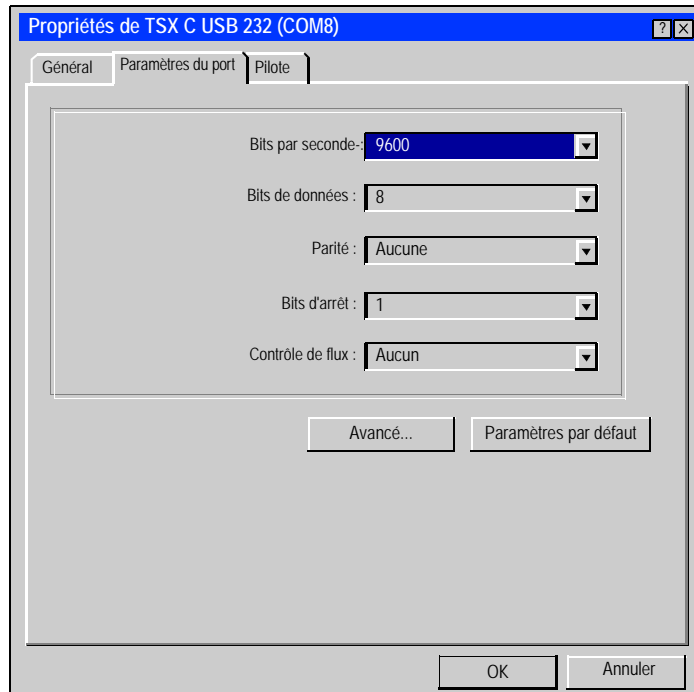 Propriétés de TSX C USB 232 (COM8)
?
Général Paramètres du port Pilote
Bits par seconde-: 9600
Bits de données : 8
Parité : Aucune
Bits d'arrêt : 1
Contrôle de flux : Aucun
Avancé... Paramètres par défaut
OK Annuler